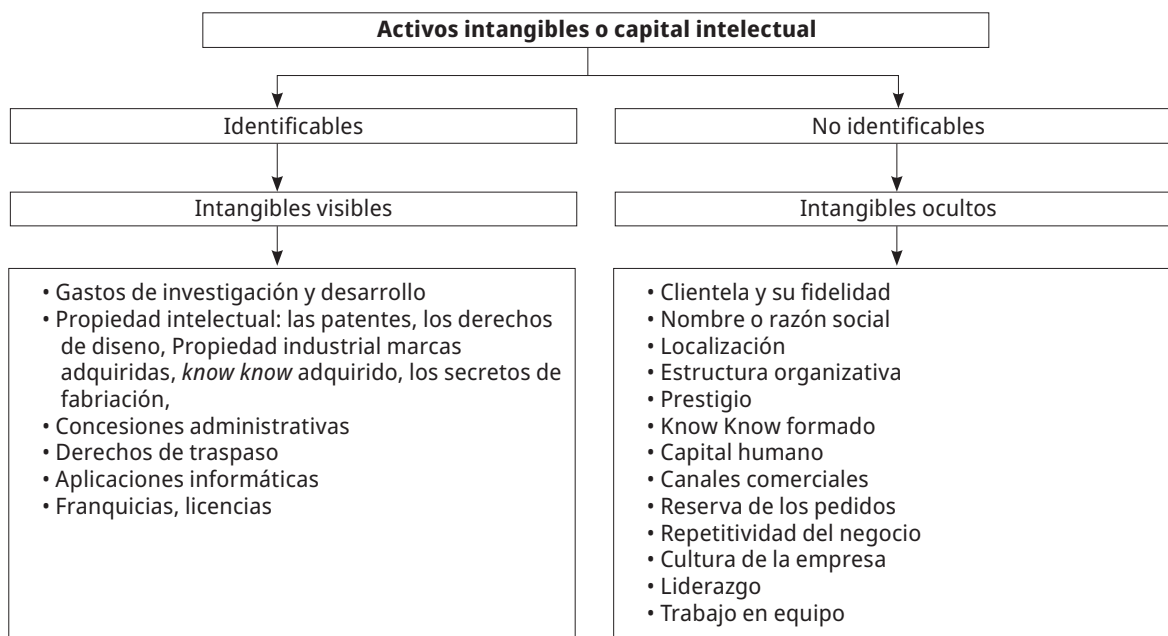 Activos intangibles o capital intelectual
Identificables
No identificables
Intangibles visibles
Intangibles ocultos
• Gastos de investigación y desarrollo
• Propiedad intelectual: las patentes, los derechos
de diseno, Propiedad industrial marcas
adquiridas, know know adquirido, los secretos de
fabriación,
• Concesiones administrativas
• Derechos de traspaso
• Aplicaciones informáticas
• Franquicias, licencias
• Clientela y su fidelidad
• Nombre o razón social
• Localización
• Estructura organizativa
• Prestigio
• Know Know formado
• Capital humano
• Canales comerciales
• Reserva de los pedidos
• Repetitividad del negocio
• Cultura de la empresa
• Liderazgo
• Trabajo en equipo